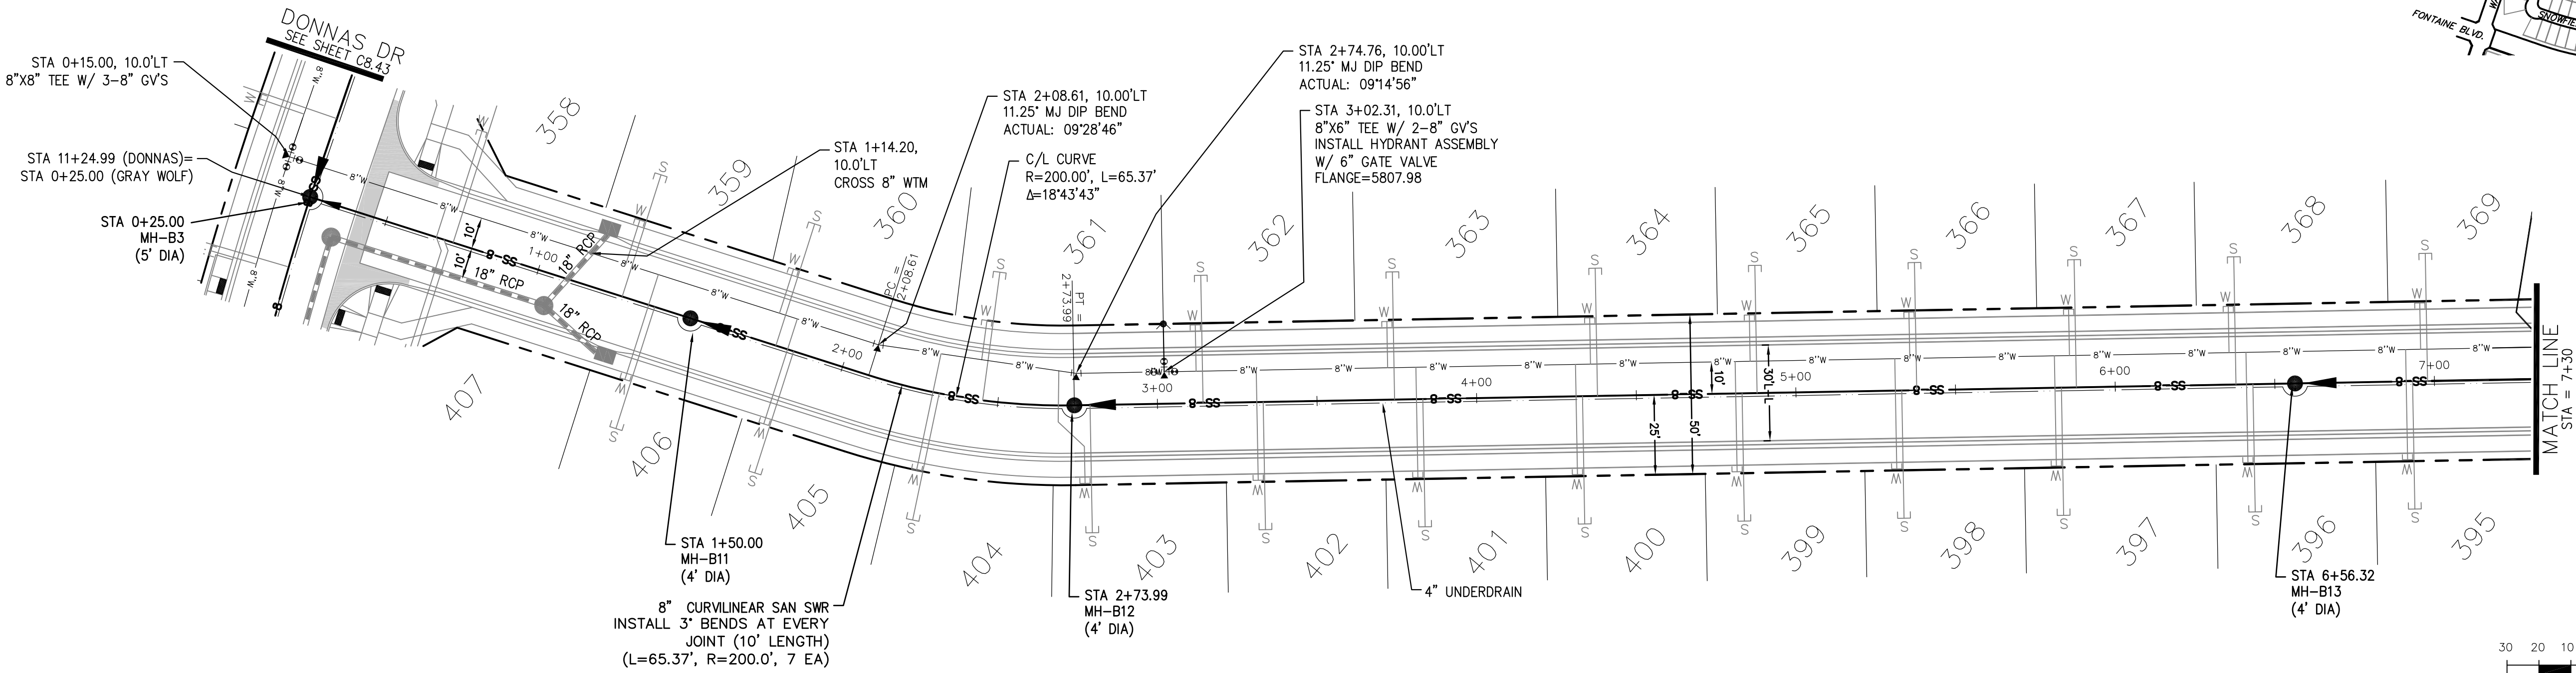 DONNAS DR
SEE SHEET C8.43
STA 0+15.00, 10.0'LT
8"X8" TEE W/ 3-8" GV'S
STA 11+24.99 (DONNAS)=
STA 0+25.00 (GRAY WOLF)
STA 0+25.00
MH-B3
(5' DIA)
STA 1+14.20,
10.0'LT
CROSS 8" WTM
STA 2+08.61, 10.00'LT
11.25° MJ DIP BEND
ACTUAL: 09°28'46"
C/L CURVE
R=200.00', L=65.37'
Δ=18°43'43"
STA 2+74.76, 10.00'LT
11.25° MJ DIP BEND
ACTUAL: 09°14'56"
STA 3+02.31, 10.0'LT
8"X6" TEE W/ 2-8" GV'S
INSTALL HYDRANT ASSEMBLY
W/ 6" GATE VALVE
FLANGE=5807.98
FONTAINE BLVD.
358
359
360
361
362
363
364
365
366
367
368
369
PC =
2+08.61
PT =
2+73.99
10'
10'
18" RCP
18" RCP
18" RCP
8"W
8-SS
1+00
2+00
3+00
4+00
5+00
6+00
7+00
10'
30'
25'
50'
MATCH LINE
STA = 7+30
407
406
405
404
403
402
401
400
399
398
397
396
395
STA 1+50.00
MH-B11
(4' DIA)
8" CURVILINEAR SAN SWR
INSTALL 3° BENDS AT EVERY
JOINT (10' LENGTH)
(L=65.37', R=200.0', 7 EA)
STA 2+73.99
MH-B12
(4' DIA)
4" UNDERDRAIN
STA 6+56.32
MH-B13
(4' DIA)
30 20 10